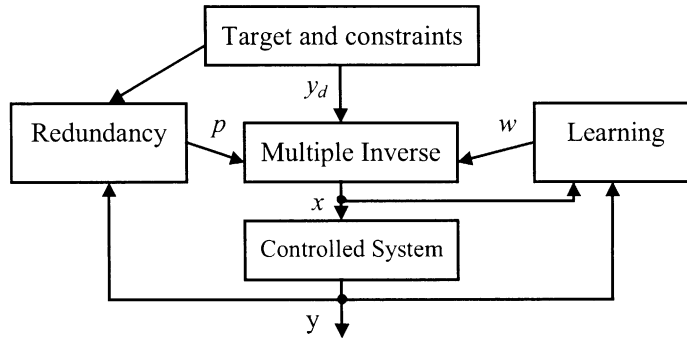 Target and constraints
y_d
Redundancy
p
Multiple Inverse
w
Learning
x
Controlled System
y